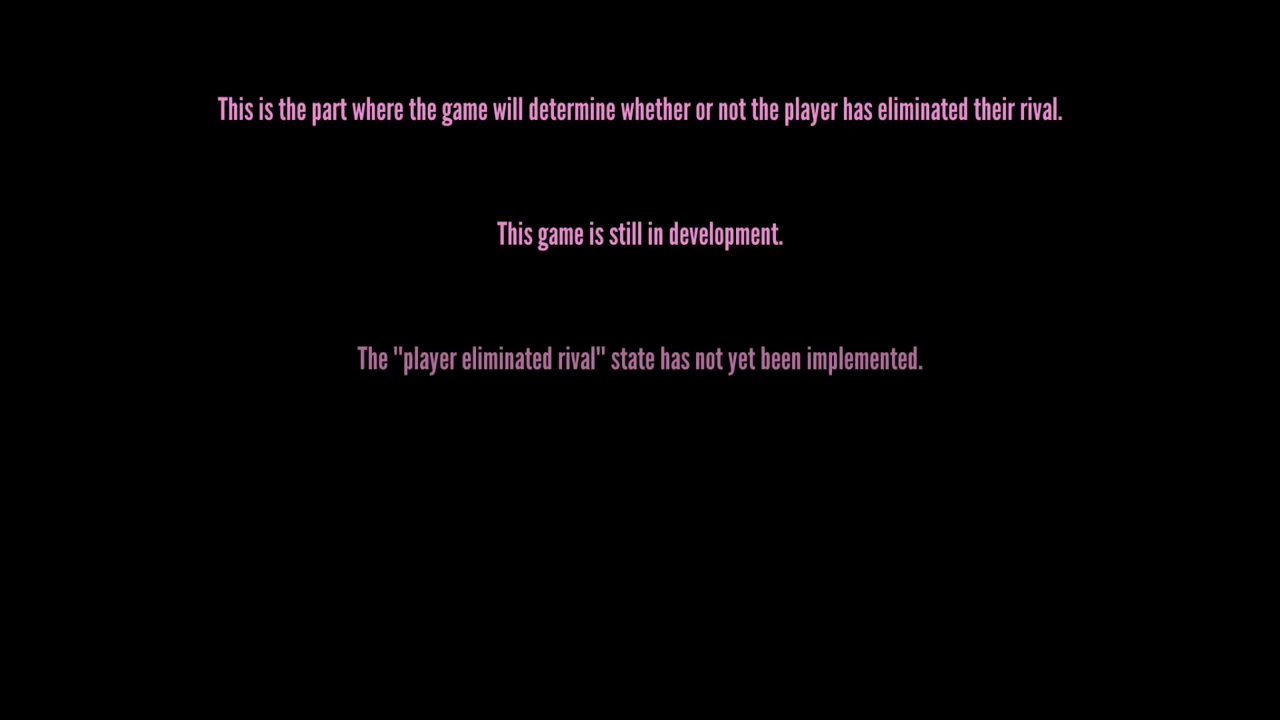 This is the part where the game will determine whether or not the player has eliminated their rival.
This game is still in development.
The "player eliminated rival" state has not yet been implemented.